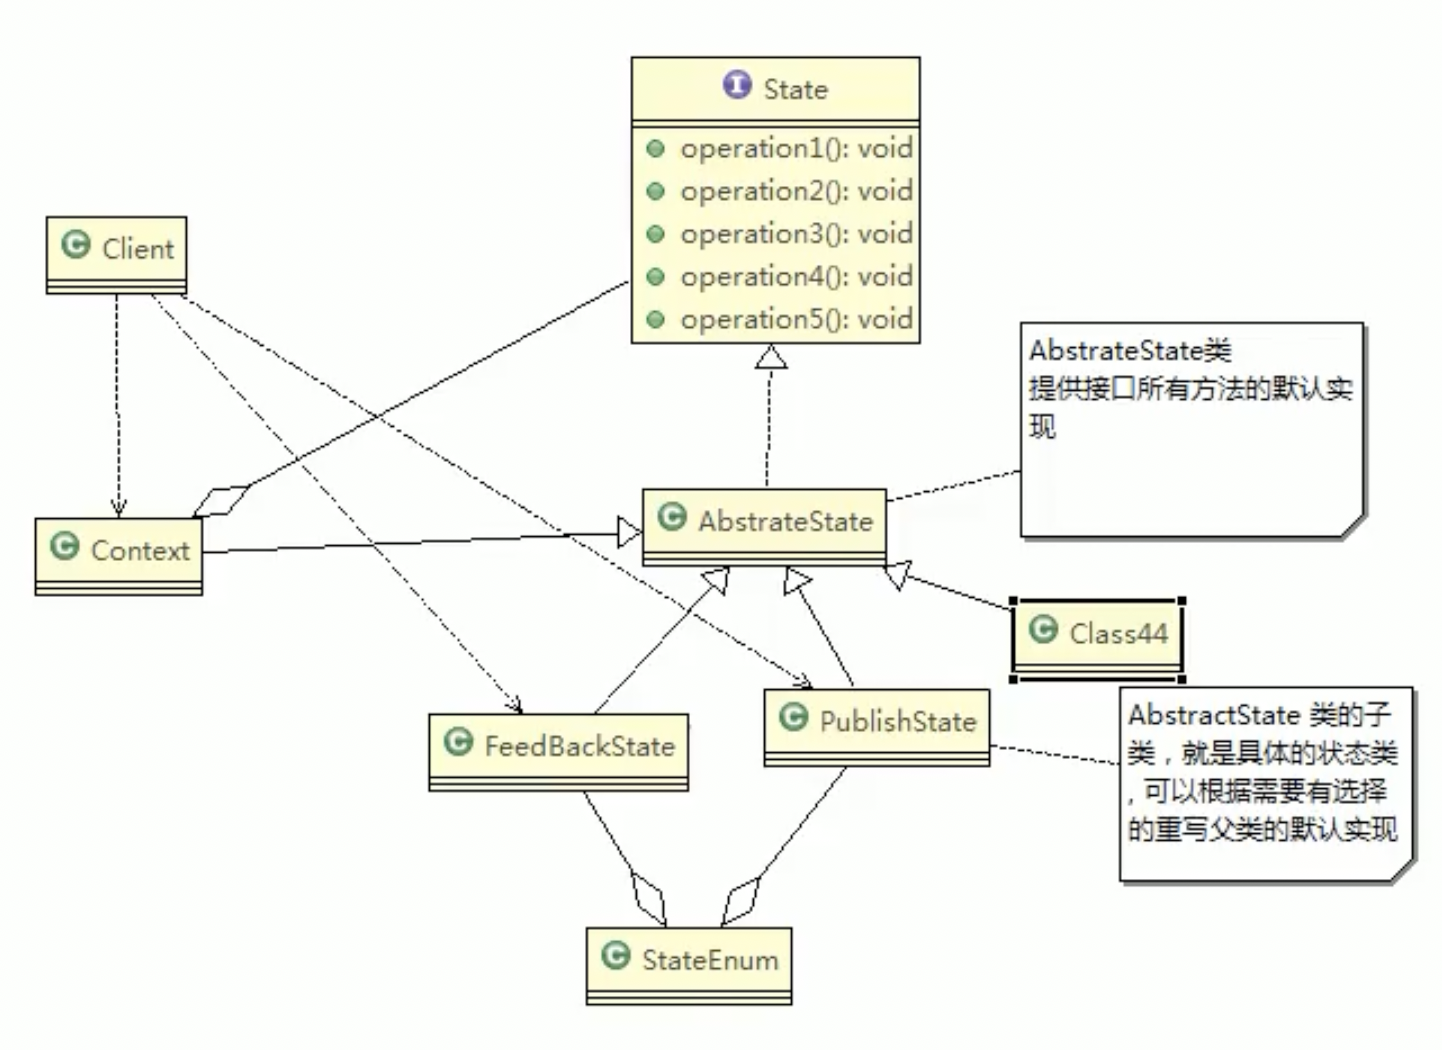 I State
operation1(): void
operation2(): void
operation3(): void
operation4(): void
operation5(): void
C Client
AbstrateState类
提供接口所有方法的默认实
现
C AbstrateState
C Context
C Class44
C FeedBackState
C PublishState
AbstractState 类的子
类，就是具体的状态类
，可以根据需要有选择
的重写父类的默认实现
C StateEnum